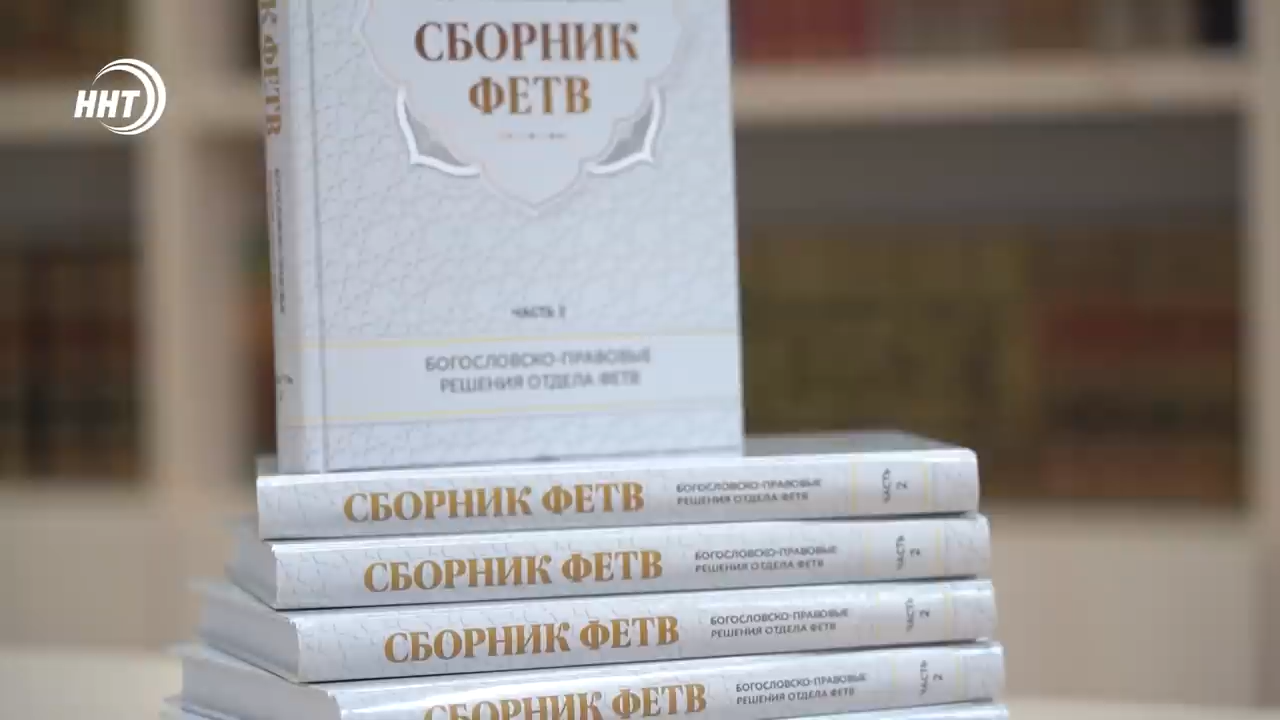 ННТ
СБОРНИК
ФЕТВ
ЧАСТЬ 2
БОГОСЛОВСКО-ПРАВОВЫЕ
РЕШЕНИЯ ОТДЕЛА ФЕТВ
К ФЕТВ
СБОРНИК ФЕТВ
БОГОСЛОВСКО-ПРАВОВЫЕ
РЕШЕНИЯ ОТДЕЛА ФЕТВ
ЧАСТЬ
2
СБОРНИК ФЕТВ
БОГОСЛОВСКО-ПРАВОВЫЕ
РЕШЕНИЯ ОТДЕЛА ФЕТВ
ЧАСТЬ
2
СБОРНИК ФЕТВ
БОГОСЛОВСКО-ПРАВОВЫЕ
РЕШЕНИЯ ОТДЕЛА ФЕТВ
ЧАСТЬ
2
СБОРНИК ФЕТВ
БОГОСЛОВСКО-ПРАВОВЫЕ
РЕШЕНИЯ ОТДЕЛА ФЕТВ
ЧАСТЬ
2